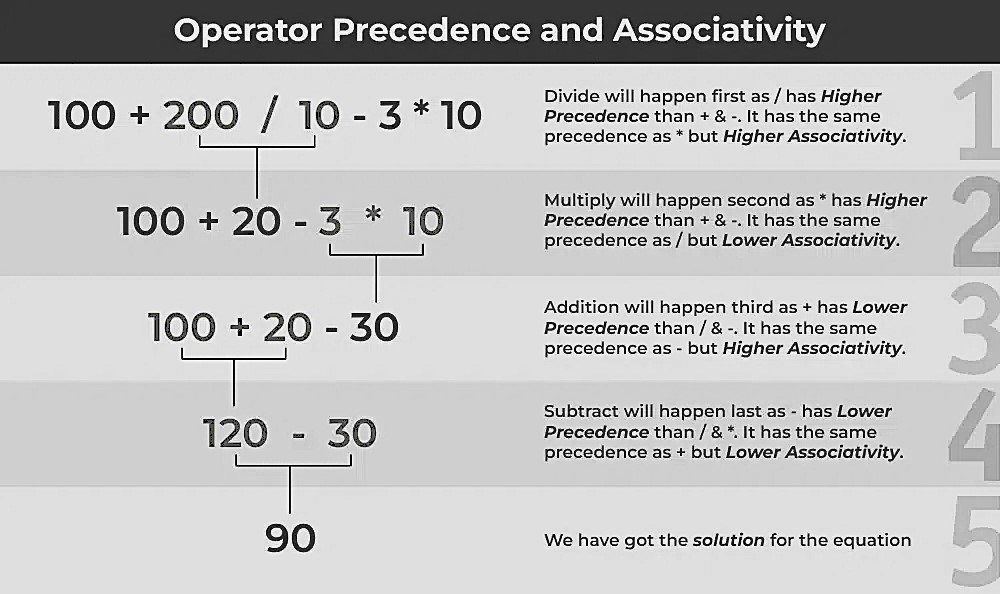 Operator Precedence and Associativity
100 + 200 / 10 - 3 * 10
Divide will happen first as / has Higher
Precedence than + & -. It has the same
precedence as * but Higher Associativity.
1
100 + 20 - 3 * 10
Multiply will happen second as * has Higher
Precedence than + & -. It has the same
precedence as / but Lower Associativity.
2
100 + 20 - 30
Addition will happen third as + has Lower
Precedence than / & -. It has the same
precedence as - but Higher Associativity.
3
120 - 30
Subtract will happen last as - has Lower
Precedence than / & *. It has the same
precedence as + but Lower Associativity.
4
90
We have got the solution for the equation
5